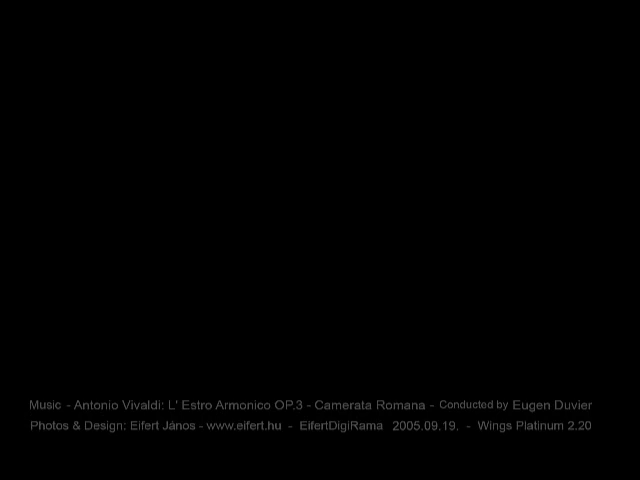 Music - Antonio Vivaldi: L' Estro Armonico OP.3 - Camerata Romana - Conducted by Eugen Duvier
Photos & Design: Eifert János - www.eifert.hu - EifertDigiRama 2005.09.19. - Wings Platinum 2.20